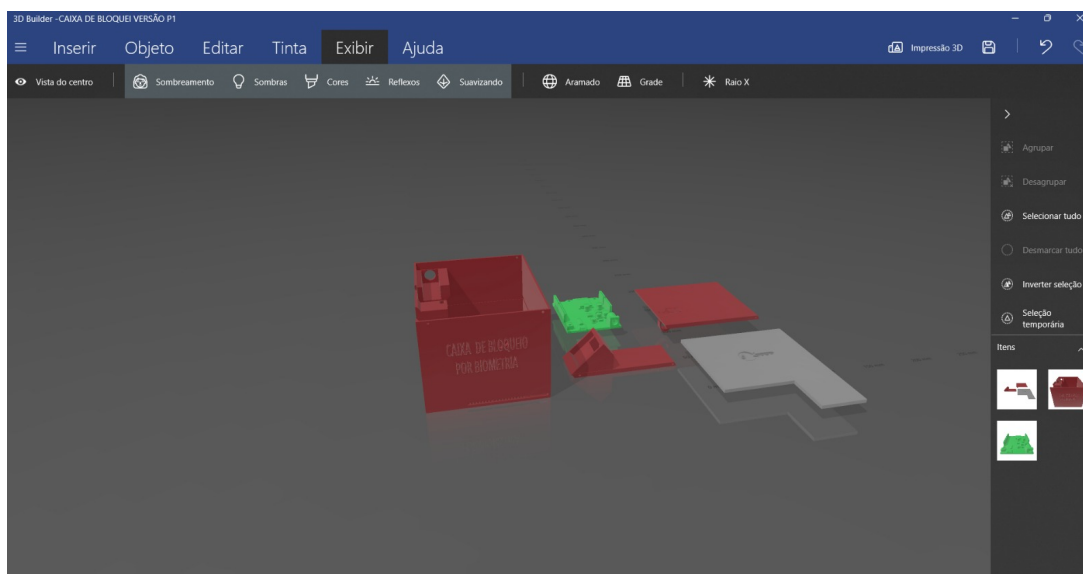 3D Builder -CAIXA DE BLOQUEI VERSÃO P1
Inserir Objeto Editar Tinta Exibir Ajuda Impressão 3D
Vista do centro Sombreamento Sombras Cores Reflexos Suavizando Aramado Grade Raio X
Agrupar
Desagrupar
Selecionar tudo
Desmarcar tudo
Inverter seleção
Seleção
temporária
Itens
CAIXA DE BLOQUEIO
POR BIOMETRIA